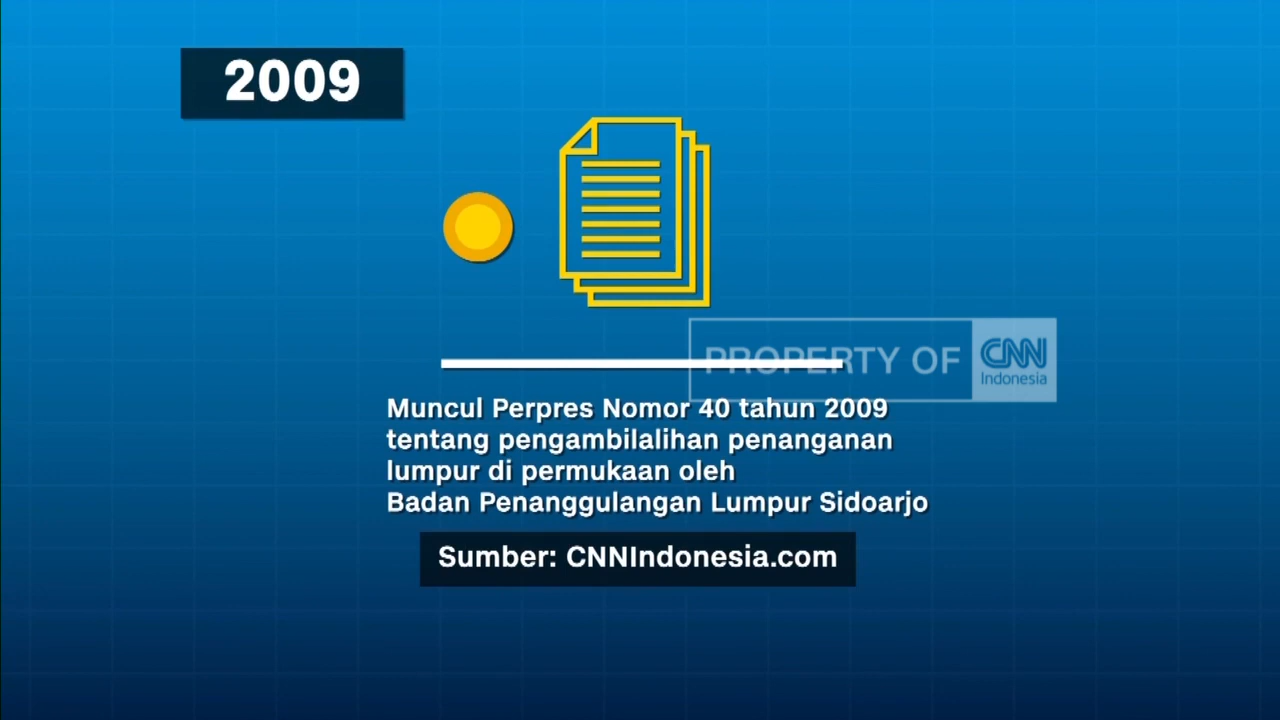 2009
PROPERTY OF CNN Indonesia
Muncul Perpres Nomor 40 tahun 2009
tentang pengambilalihan penanganan
lumpur di permukaan oleh
Badan Penanggulangan Lumpur Sidoarjo
Sumber: CNNIndonesia.com